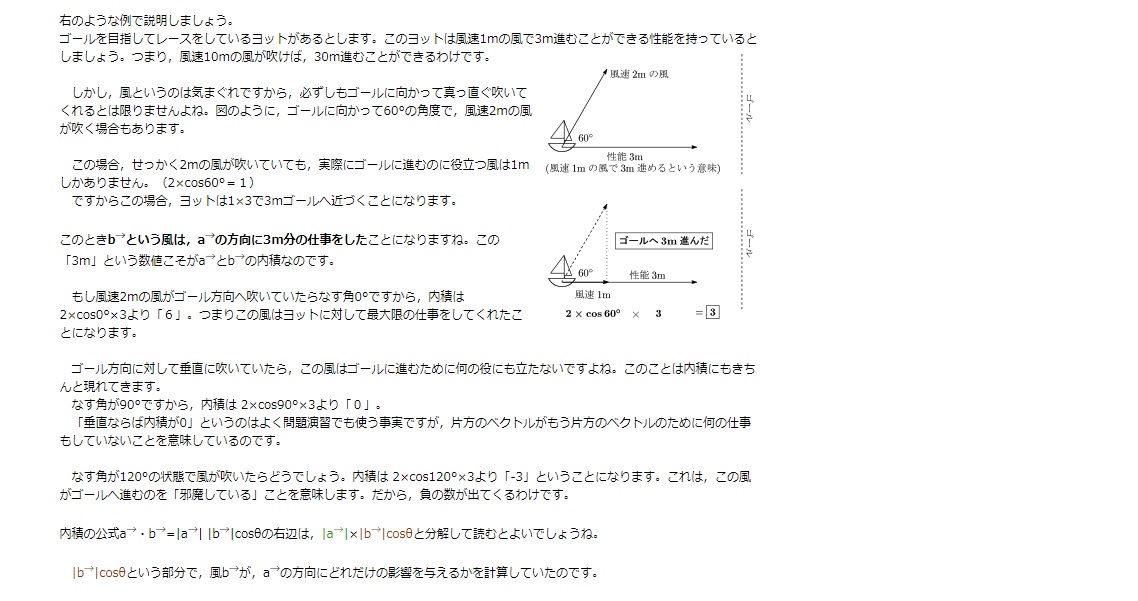 右のような例で説明しましょう。
ゴールを目指してレースをしているヨットがあるとします。このヨットは風速1mの風で3m進むことができる性能を持っていると
しましょう。つまり，風速10mの風が吹けば，30m進むことができるわけです。
　しかし，風というのは気まぐれですから，必ずしもゴールに向かって真っ直ぐ吹いて
くれるとは限りませんよね。図のように，ゴールに向かって60°の角度で，風速2mの風
が吹く場合もあります。
　この場合，せっかく2mの風が吹いていても，実際にゴールに進むのに役立つ風は1m
しかありません。（2×cos60°＝1）
　ですからこの場合，ヨットは1×3で3mゴールへ近づくことになります。
このときb→という風は，a→の方向に3m分の仕事をしたことになりますね。この
「3m」という数値こそがa→とb→の内積なのです。
　もし風速2mの風がゴール方向へ吹いていたらなす角0°ですから，内積は
2×cos0°×3より「６」。つまりこの風はヨットに対して最大限の仕事をしてくれたこ
とになります。
　ゴール方向に対して垂直に吹いていたら，この風はゴールに進むために何の役にも立たないですよね。このことは内積にもきち
んと現れてきます。
　なす角が90°ですから，内積は 2×cos90°×3より「０」。
　「垂直ならば内積が0」というのはよく問題演習でも使う事実ですが，片方のベクトルがもう片方のベクトルのために何の仕事
もしていないことを意味しているのです。
　なす角が120°の状態で風が吹いたらどうでしょう。内積は 2×cos120°×3より「-3」ということになります。これは，この風
がゴールへ進むのを「邪魔している」ことを意味します。だから，負の数が出てくるわけです。
内積の公式a→・b→=|a→| |b→|cosθの右辺は，|a→|×|b→|cosθと分解して読むとよいでしょうね。
　|b→|cosθという部分で，風b→が，a→の方向にどれだけの影響を与えるかを計算していたのです。
風速 2m の風
60°
ゴール
性能 3m
(風速 1m の風で 3m 進めるという意味)
ゴールへ 3m 進んだ
ゴール
60°
性能 3m
風速 1m
2 × cos 60° × 3 = 3